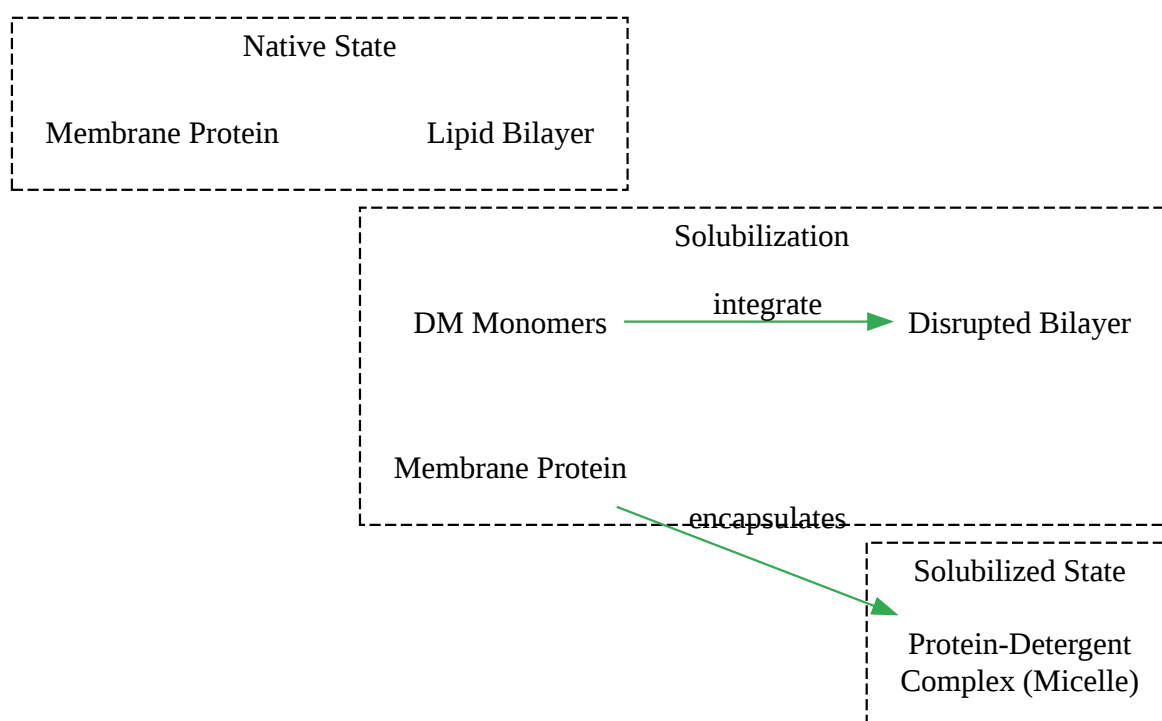 Native State
Membrane Protein
Lipid Bilayer
Solubilization
DM Monomers
integrate
Disrupted Bilayer
Membrane Protein
encapsulates
Solubilized State
Protein-Detergent
Complex (Micelle)